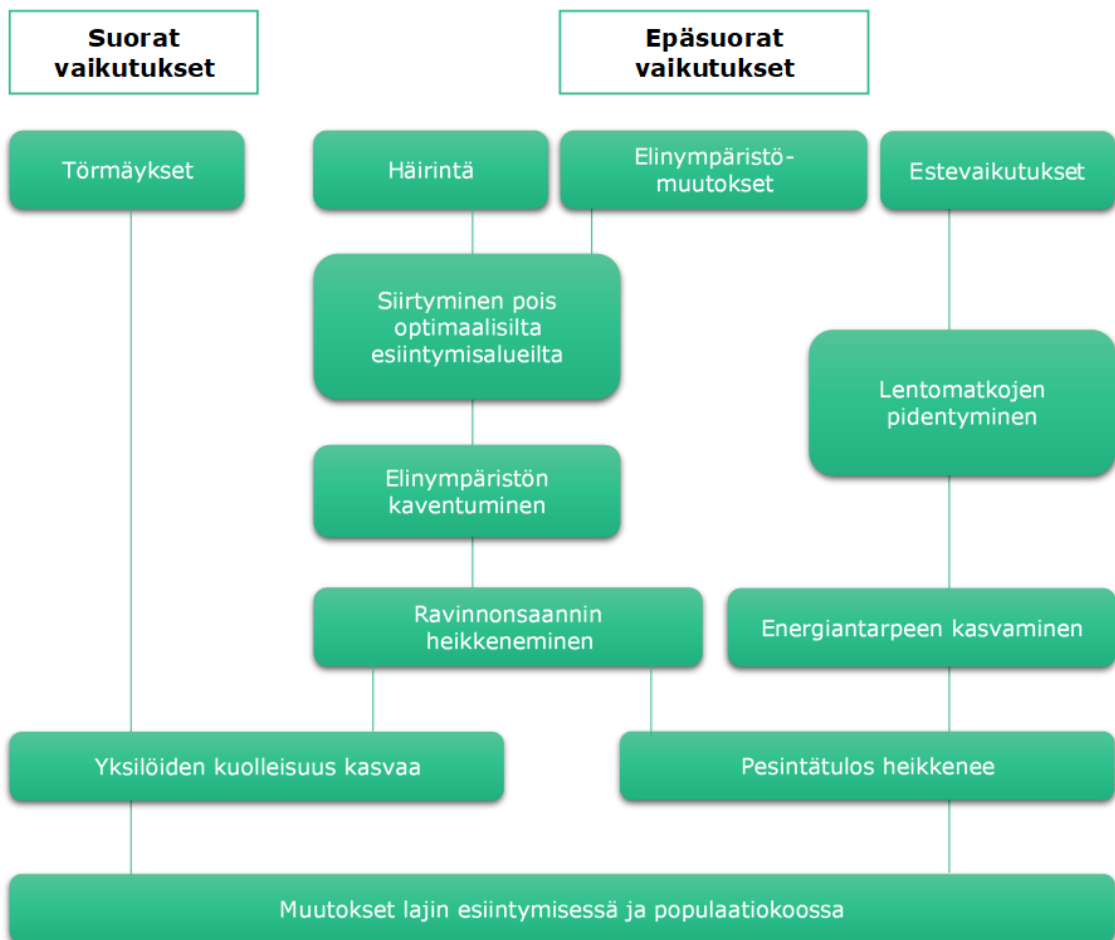 Suorat
vaikutukset
Epäsuorat
vaikutukset
Törmäykset
Häirintä
Elinympäristö-
muutokset
Estevaikutukset
Siirtyminen pois
optimaalisilta
esiintymisalueilta
Lentomatkojen
pidentyminen
Elinympäristön
kaventuminen
Ravinnonsaannin
heikkeneminen
Energiantarpeen kasvaminen
Yksilöiden kuolleisuus kasvaa
Pesintätulos heikkenee
Muutokset lajin esiintymisessä ja populaatiokoossa